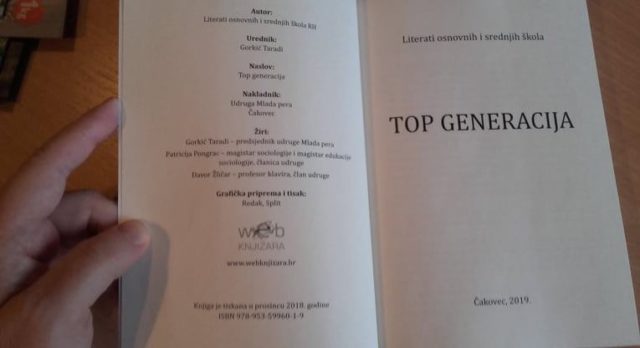 Autor:
Literati osnovnih i srednjih škola RH
Urednik:
Gorkić Taradi
Naslov:
Top generacija
Nakladnik:
Udruga Mlada pera
Čakovec
Žiri:
Gorkić Taradi – predsjednik udruge Mlada pera
Patricija Pongrac – magistar sociologije i magistar edukacije
sociologije, članica udruge
Davor Žličar – profesor klavira, član udruge
Grafička priprema i tisak:
Redak, Split
web
KNJIŽARA
www.webknjizara.hr
Knjiga je tiskana u prosincu 2018. godine
ISBN 978-953-59960-1-9
Literati osnovnih i srednjih škola
TOP GENERACIJA
Čakovec, 2019.